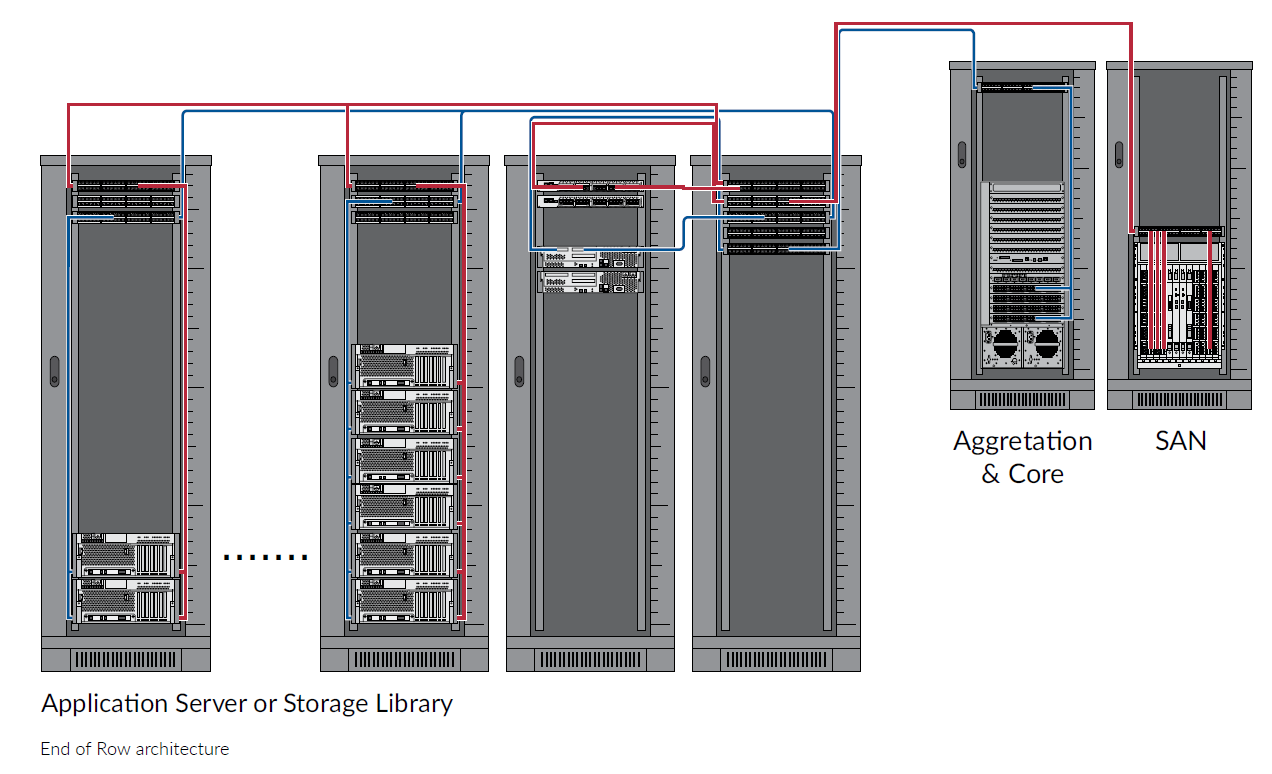 Aggretation
& Core
SAN
.......
Application Server or Storage Library
End of Row architecture